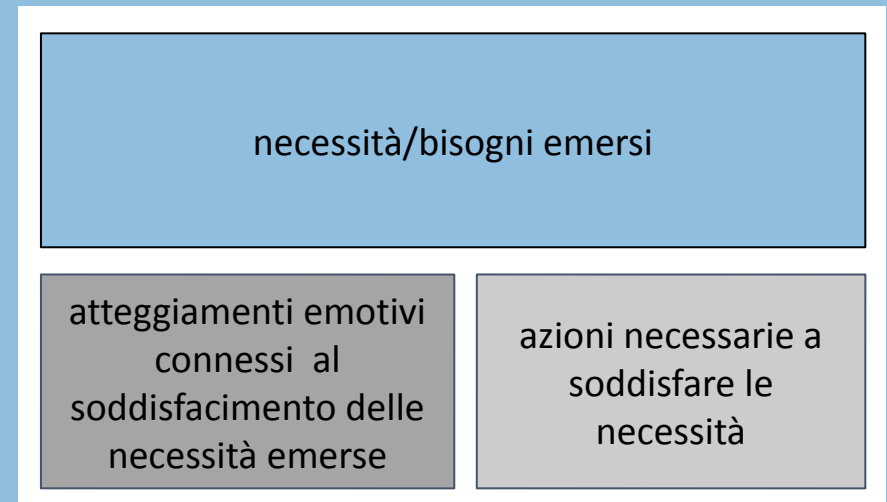 necessità/bisogni emersi
atteggiamenti emotivi
connessi al
soddisfacimento delle
necessità emerse
azioni necessarie a
soddisfare le
necessità